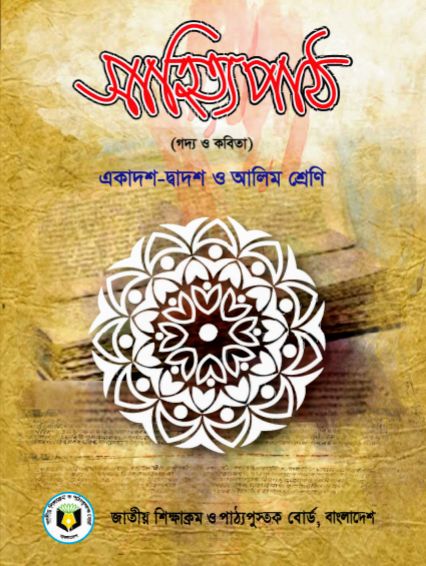 সাহিত্যপাঠ
(গদ্য ও কবিতা)
একাদশ-দ্বাদশ ও আলিম শ্রেণি
জাতীয় শিক্ষাক্রম ও পাঠ্যপুস্তক বোর্ড, বাংলাদেশ